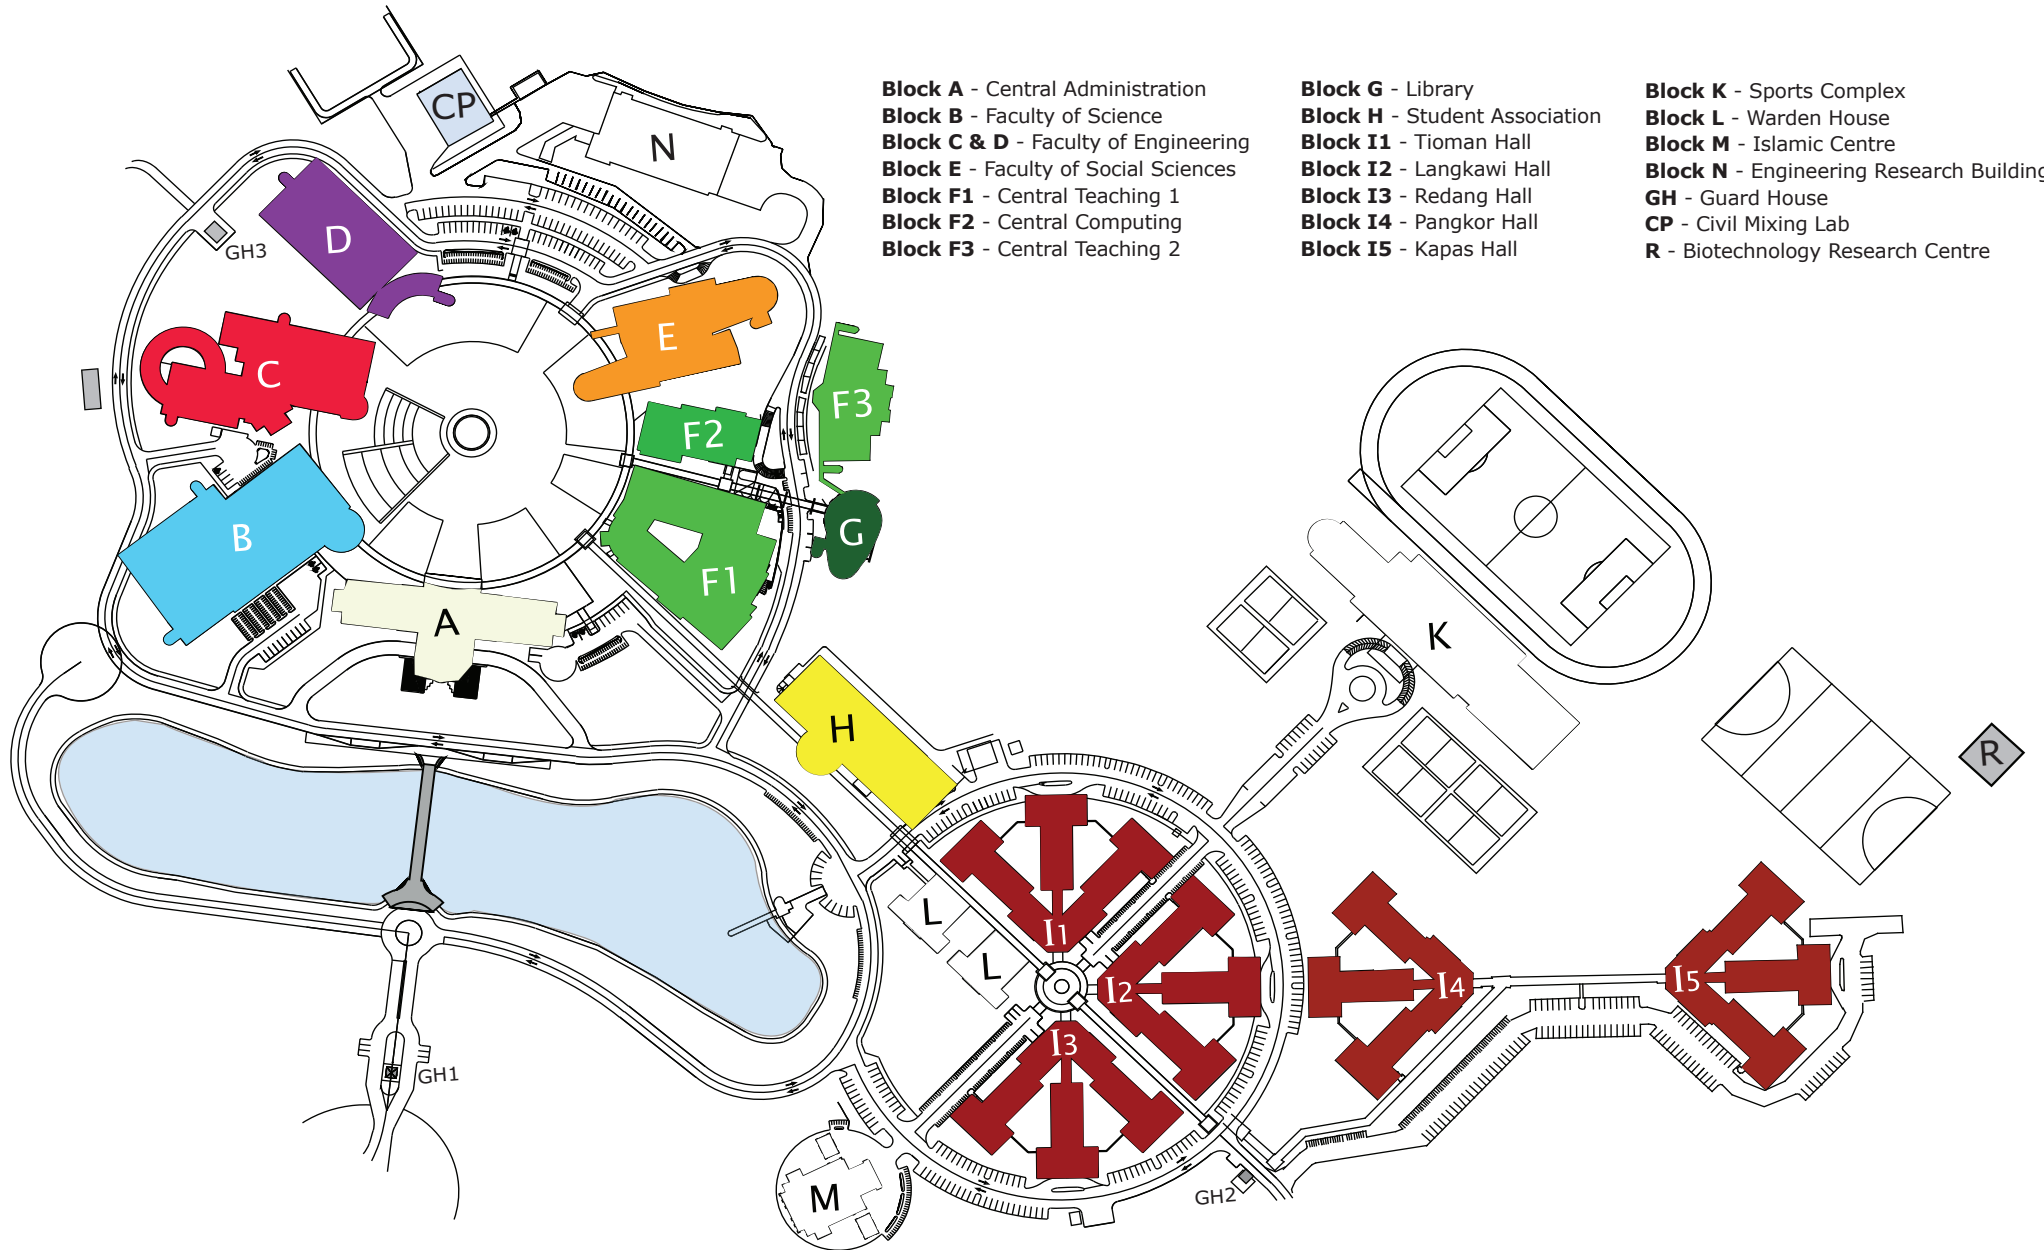 Block A - Central Administration
Block B - Faculty of Science
Block C & D - Faculty of Engineering
Block E - Faculty of Social Sciences
Block F1 - Central Teaching 1
Block F2 - Central Computing
Block F3 - Central Teaching 2
Block G - Library
Block H - Student Association
Block I1 - Tioman Hall
Block I2 - Langkawi Hall
Block I3 - Redang Hall
Block I4 - Pangkor Hall
Block I5 - Kapas Hall
Block K - Sports Complex
Block L - Warden House
Block M - Islamic Centre
Block N - Engineering Research Building
GH - Guard House
CP - Civil Mixing Lab
R - Biotechnology Research Centre
CP
N
D
GH3
E
C
F3
F2
B
G
F1
A
K
H
R
L
I1
L
I2
I4
I5
I3
GH1
M
GH2